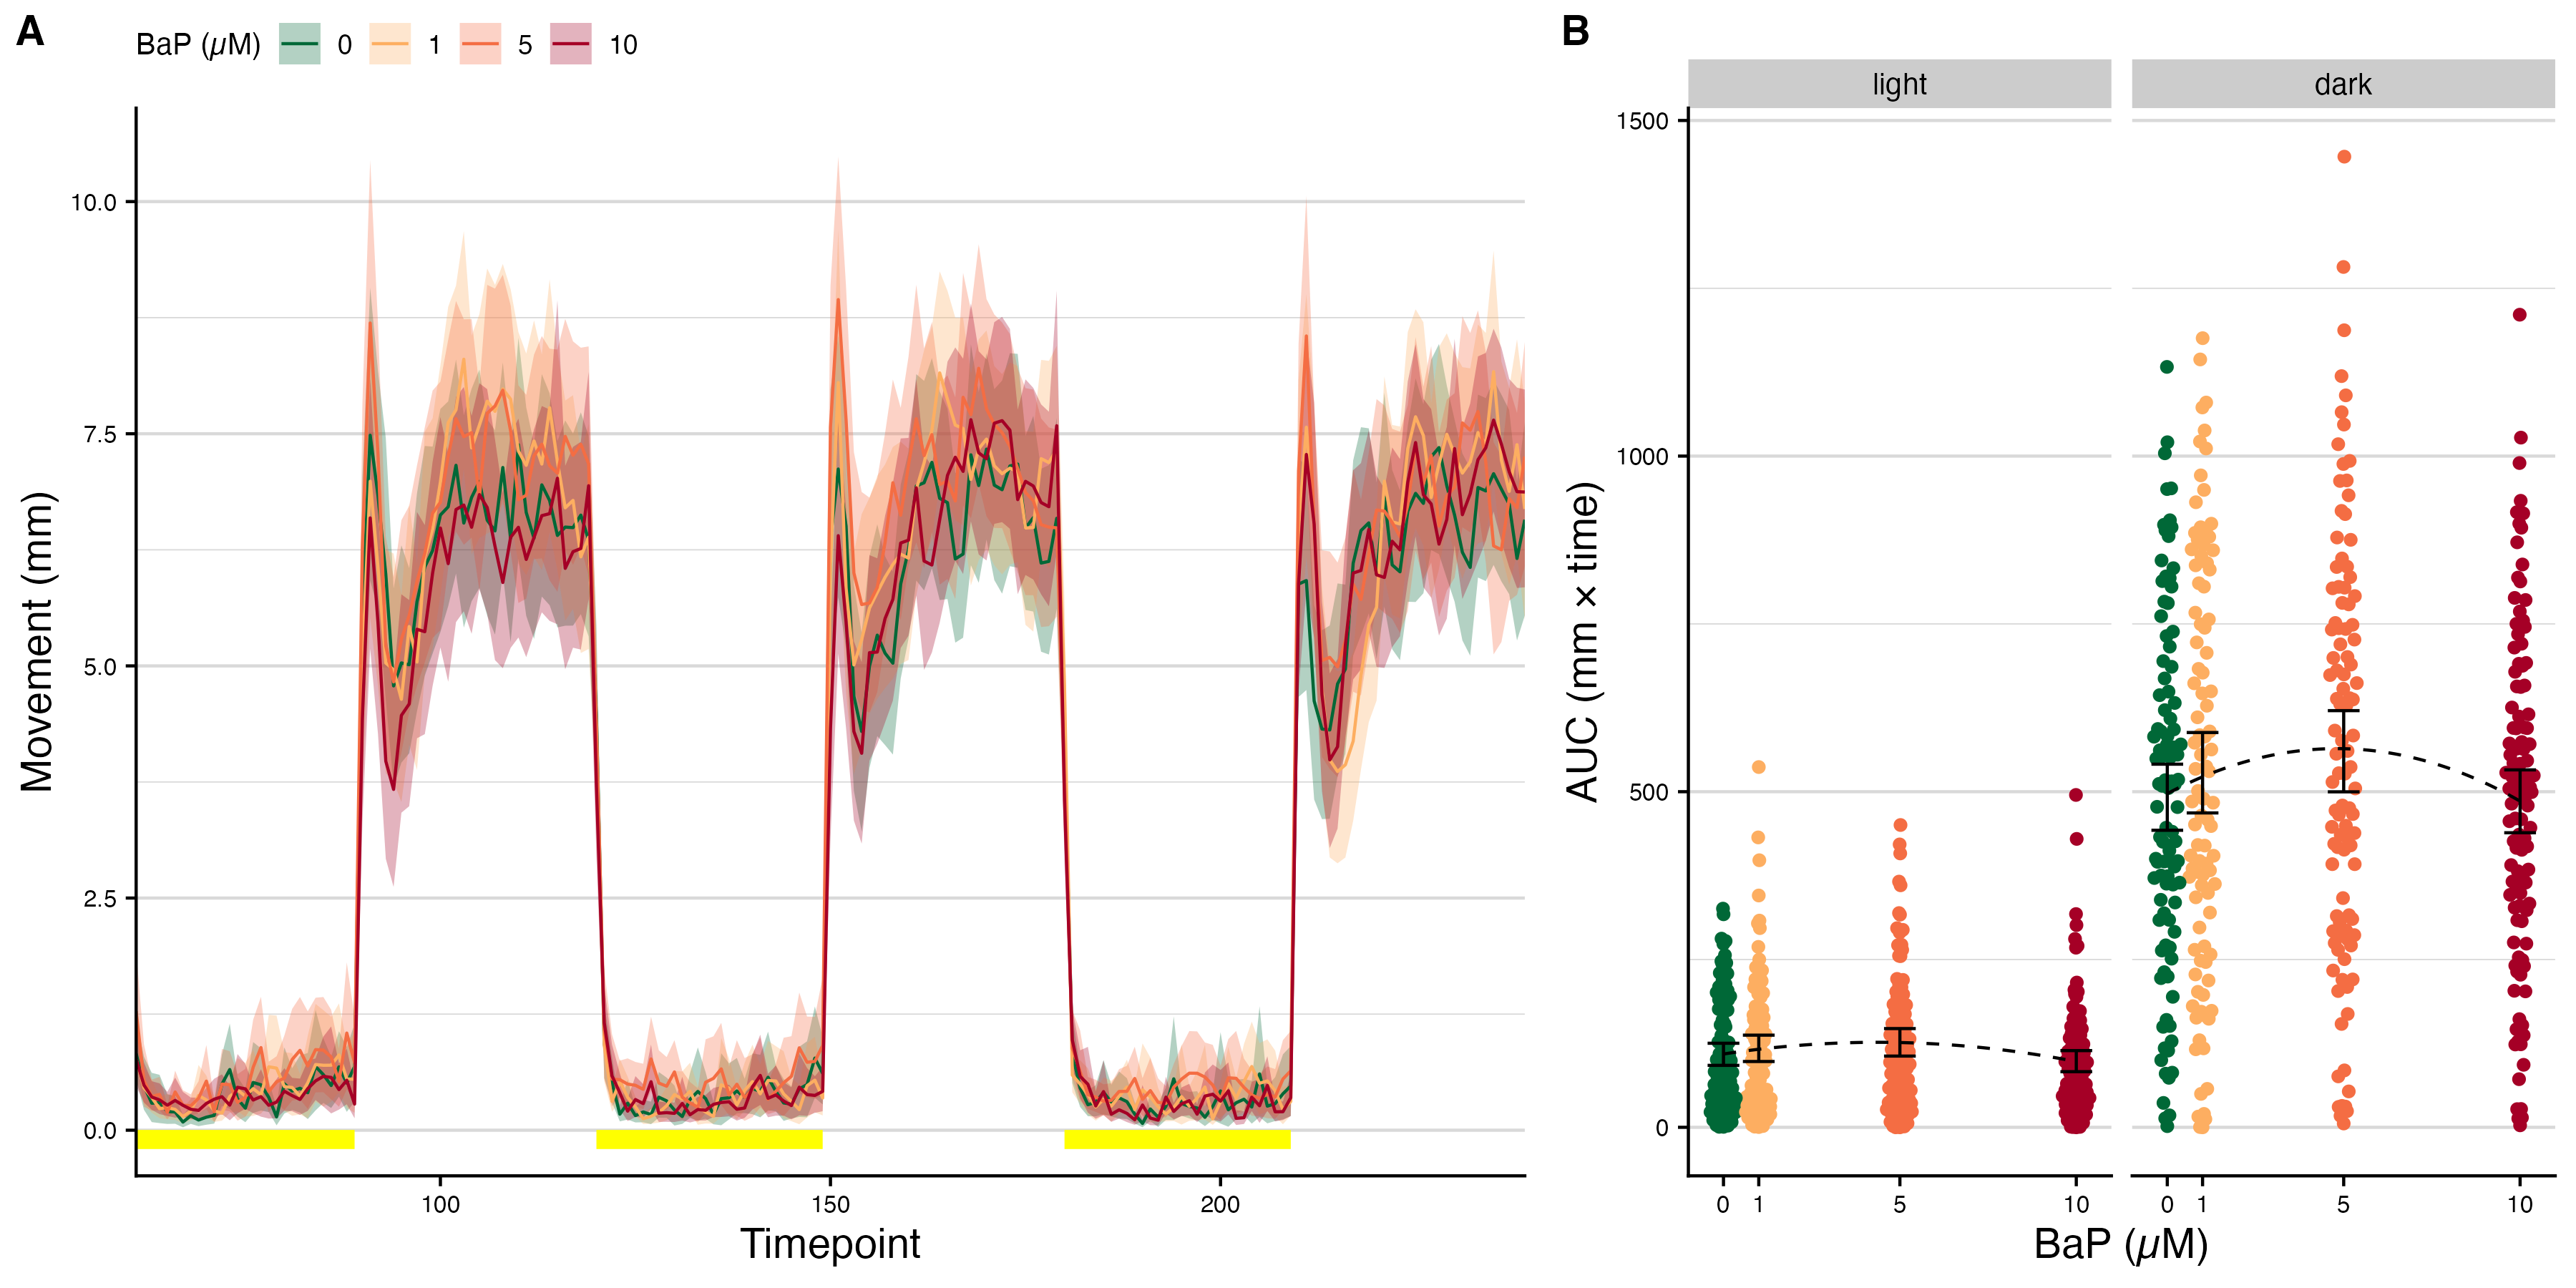 A
BaP (µM) 0 1 5 10
Movement (mm)
10.0
7.5
5.0
2.5
0.0
100 150 200
Timepoint
B
light dark
AUC (mm × time)
1500
1000
500
0
0 1 5 10 0 1 5 10
BaP (µM)